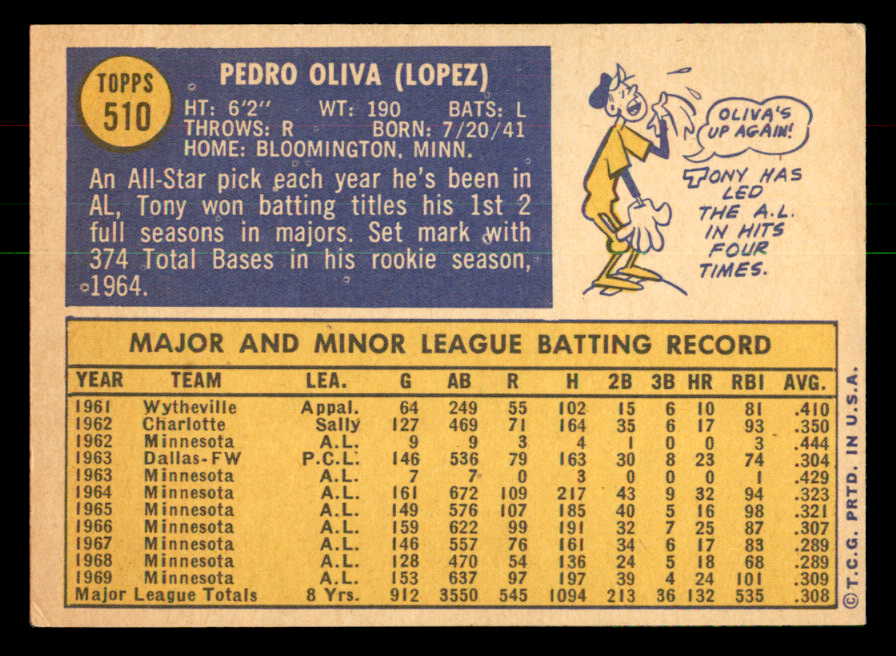 TOPPS
510
PEDRO OLIVA (LOPEZ)
HT: 6'2" WT: 190 BATS: L
THROWS: R BORN: 7/20/41
HOME: BLOOMINGTON, MINN.
An All-Star pick each year he's been in
AL, Tony won batting titles his 1st 2
full seasons in majors. Set mark with
374 Total Bases in his rookie season,
1964.
OLIVA'S
UP AGAIN!
TONY HAS
LED
THE A.L.
IN HITS
FOUR
TIMES.
MAJOR AND MINOR LEAGUE BATTING RECORD
YEAR TEAM LEA. G AB R H 2B 3B HR RBI AVG.
1961 Wytheville Appal. 64 249 55 102 15 6 10 81 .410
1962 Charlotte Sally 127 469 71 164 35 6 17 93 .350
1962 Minnesota A.L. 9 9 3 4 1 0 0 3 .444
1963 Dallas-FW P.C.L. 146 536 79 163 30 8 23 74 .304
1963 Minnesota A.L. 7 7 0 3 0 0 0 1 .429
1964 Minnesota A.L. 161 672 109 217 43 9 32 94 .323
1965 Minnesota A.L. 149 576 107 185 40 5 16 98 .321
1966 Minnesota A.L. 159 622 99 191 32 7 25 87 .307
1967 Minnesota A.L. 146 557 76 161 34 6 17 83 .289
1968 Minnesota A.L. 128 470 54 136 24 5 18 68 .289
1969 Minnesota A.L. 153 637 97 197 39 4 24 101 .309
Major League Totals 8 Yrs. 912 3550 545 1094 213 36 132 535 .308
© T.C.G. PRTD. IN U.S.A.